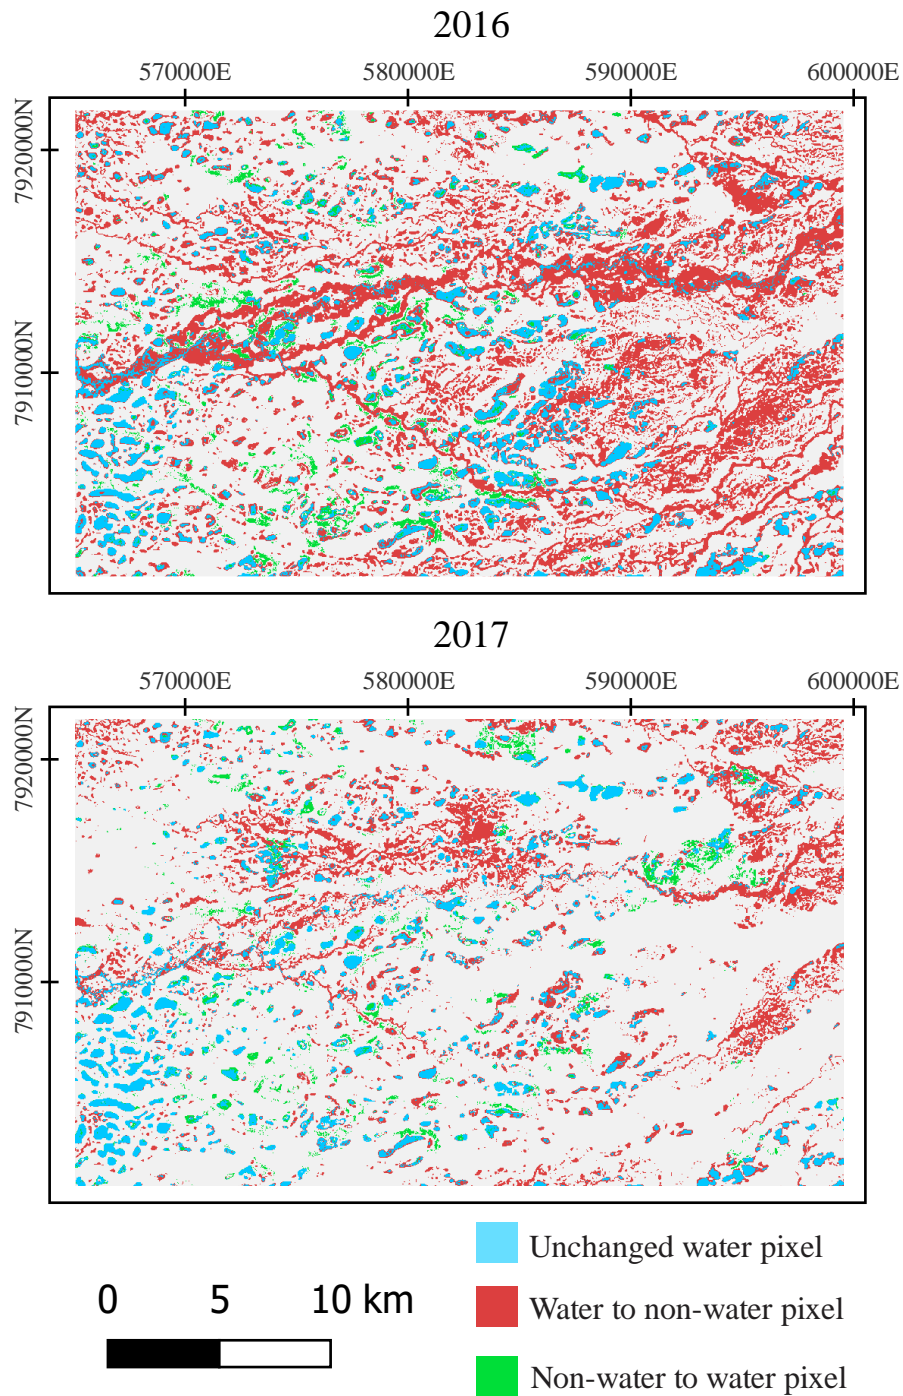 2016
570000E 580000E 590000E 600000E
7920000N
7910000N
2017
570000E 580000E 590000E 600000E
7920000N
7910000N
0 5 10 km
Unchanged water pixel
Water to non-water pixel
Non-water to water pixel